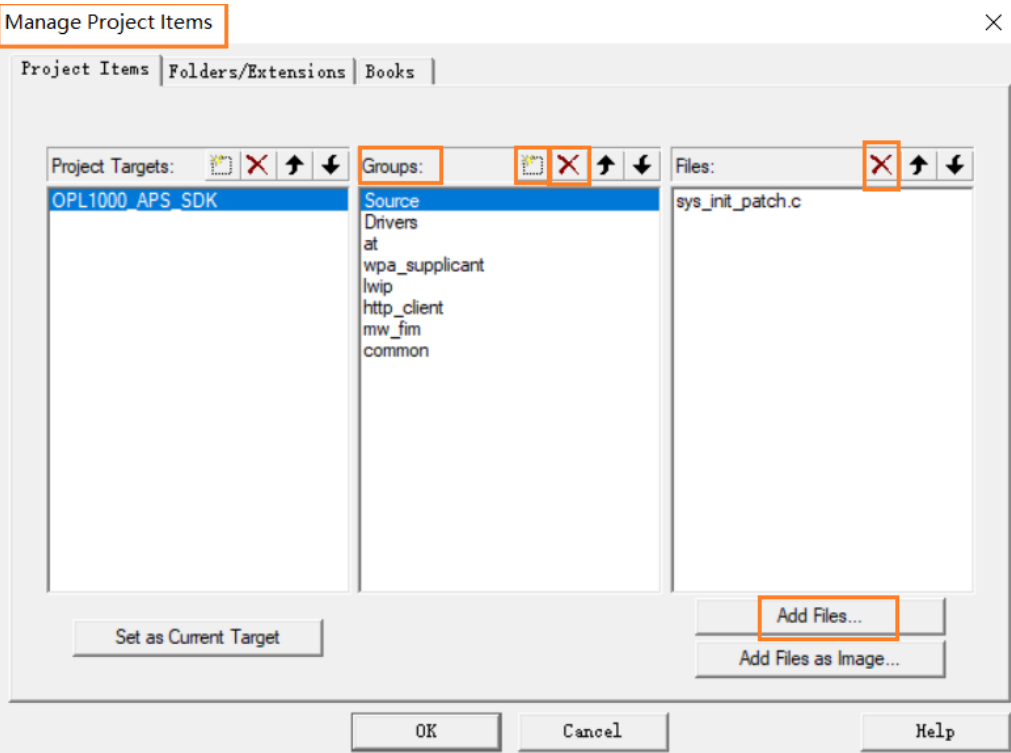 Manage Project Items
Project Items Folders/Extensions Books
Project Targets: Groups: Files:
OPL1000_APS_SDK
Source
Drivers
at
wpa_supplicant
lwip
http_client
mw_fim
common
sys_init_patch.c
Set as Current Target
Add Files...
Add Files as Image...
OK Cancel Help